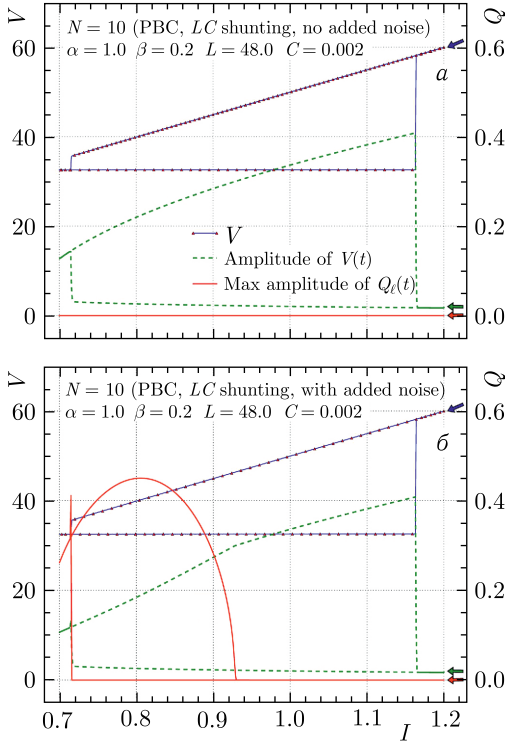 V
Q
N = 10 (PBC, LC shunting, no added noise)
α = 1.0 β = 0.2 L = 48.0 C = 0.002
60
0.6
а
40
0.4
20
0.2
V
Amplitude of V(t)
Max amplitude of Qℓ(t)
0
0.0
V
Q
N = 10 (PBC, LC shunting, with added noise)
α = 1.0 β = 0.2 L = 48.0 C = 0.002
60
0.6
б
40
0.4
20
0.2
0
0.0
0.7 0.8 0.9 1.0 1.1 I 1.2